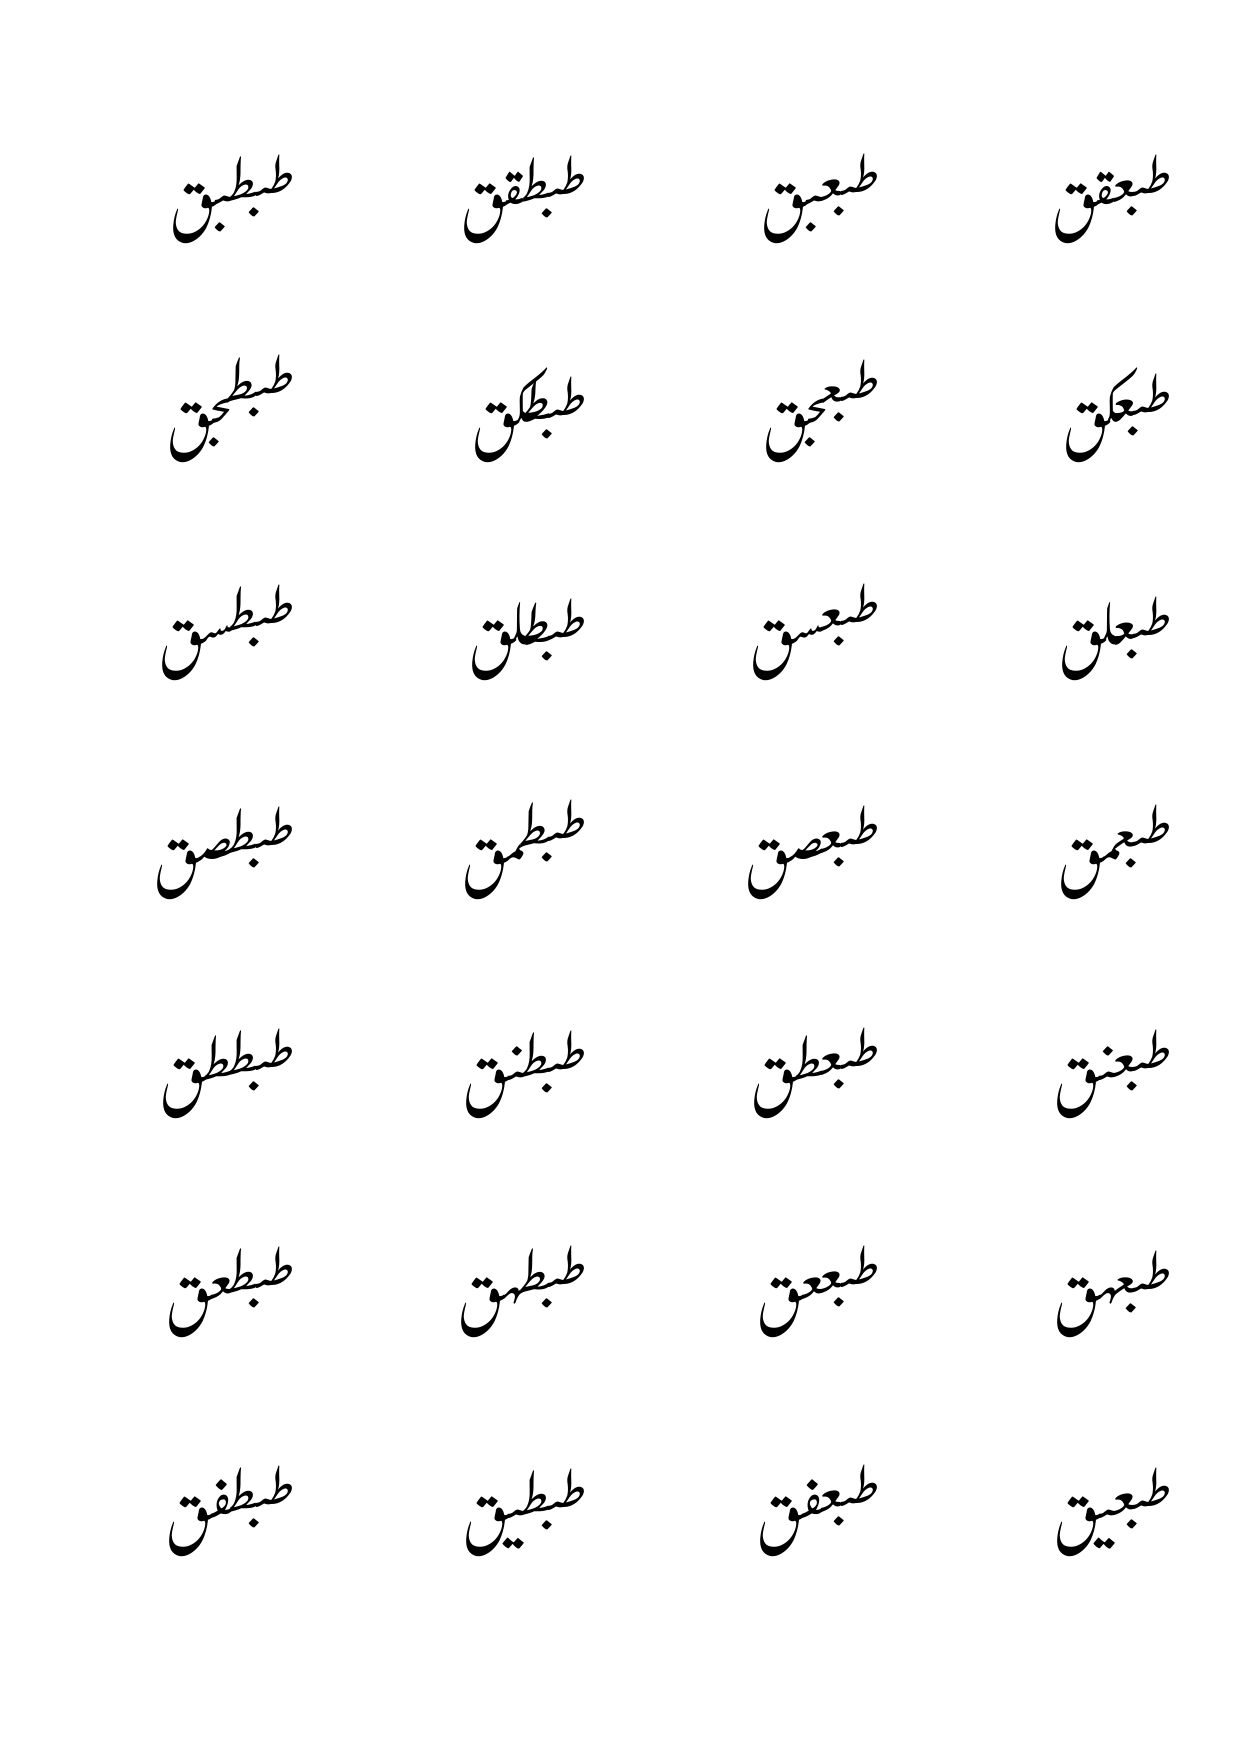 طبعقق طبعبق طبطقق طبطبق
طبعكق طبعجق طبطكق طبطجق
طبعلق طبعسق طبطلق طبطسق
طبعمق طبعصق طبطمق طبطصق
طبعنق طبعطق طبطنق طبططق
طبعهق طبععق طبطهق طبطعق
طبعيق طبعفق طبطيق طبطفق